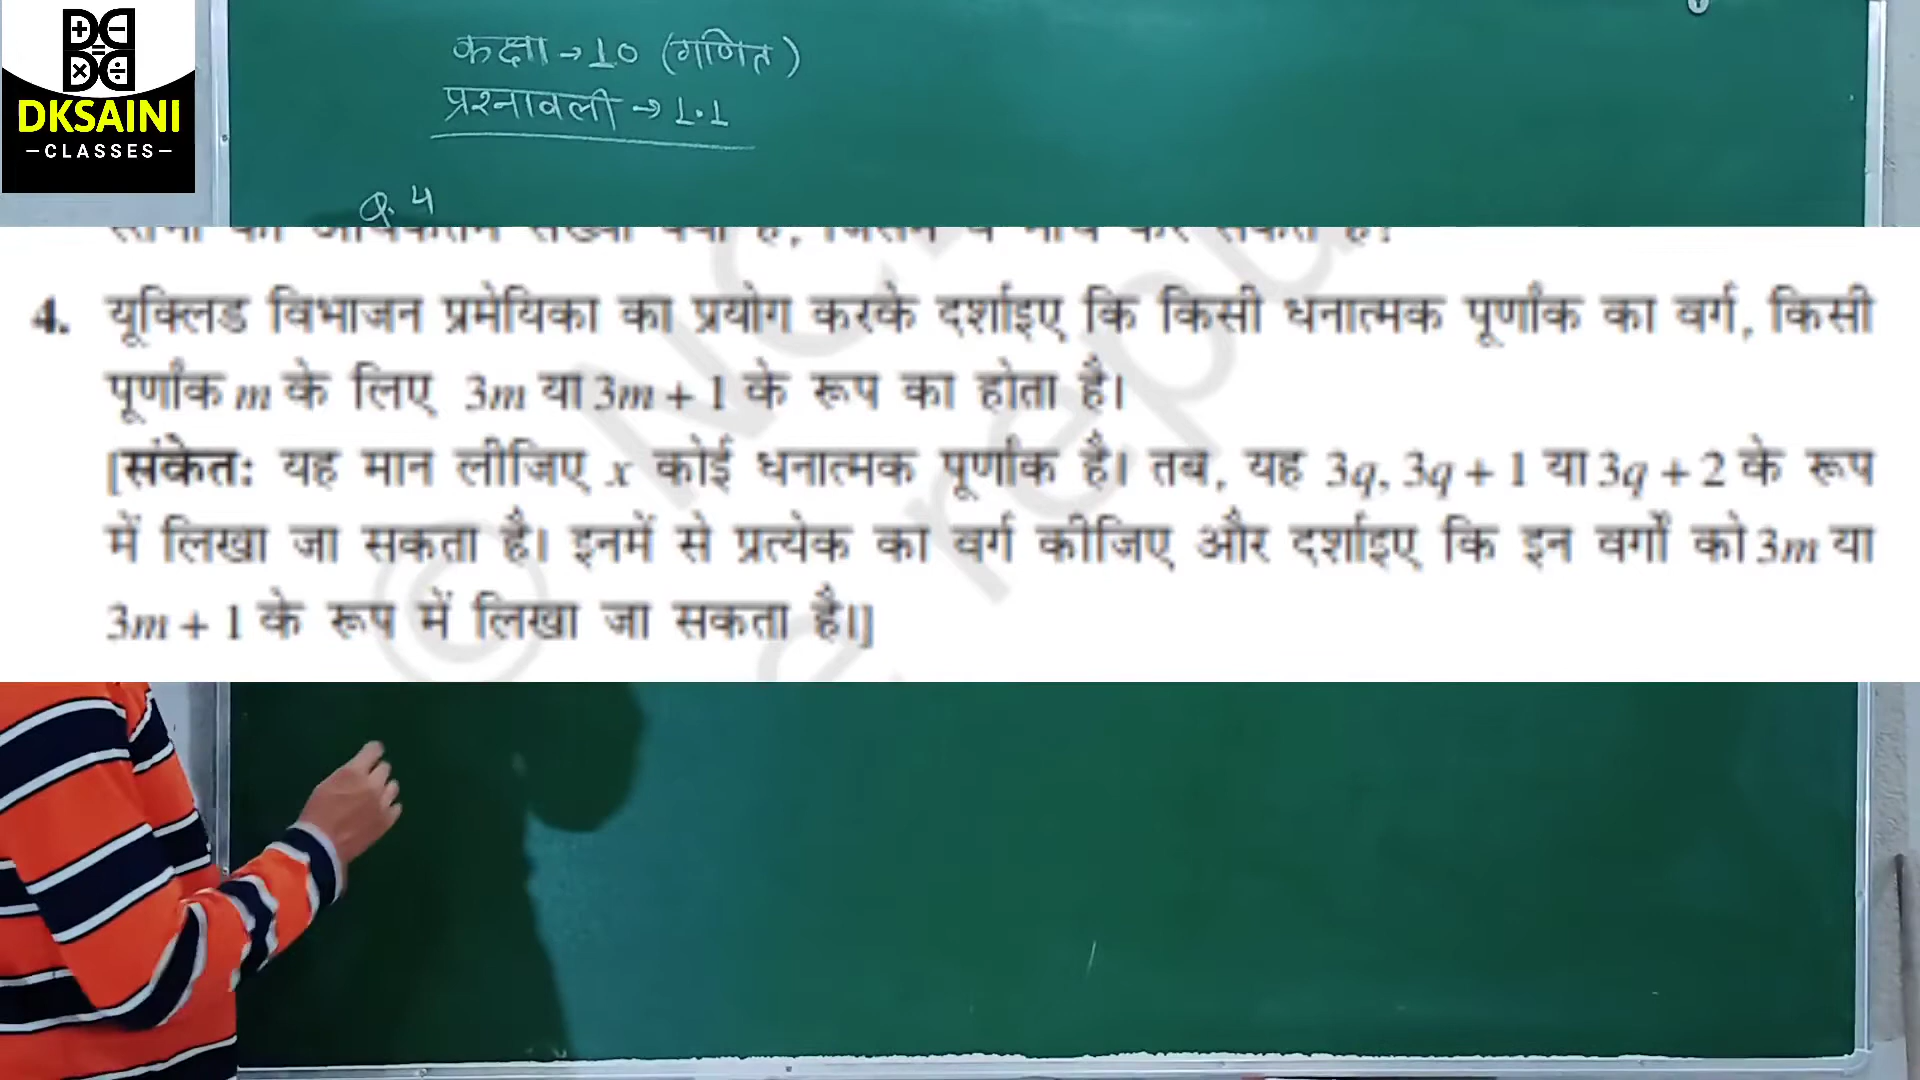 DKSAINI
—CLASSES—
कक्षा → 10 (गणित)
प्रश्नावली → 1.1
Q. 4
4. यूक्लिड विभाजन प्रमेयिका का प्रयोग करके दर्शाइए कि किसी धनात्मक पूर्णांक का वर्ग, किसी
पूर्णांक m के लिए 3m या 3m + 1 के रूप का होता है।
[संकेतः यह मान लीजिए x कोई धनात्मक पूर्णांक है। तब, यह 3q, 3q + 1 या 3q + 2 के रूप
में लिखा जा सकता है। इनमें से प्रत्येक का वर्ग कीजिए और दर्शाइए कि इन वर्गों को 3m या
3m + 1 के रूप में लिखा जा सकता है।]